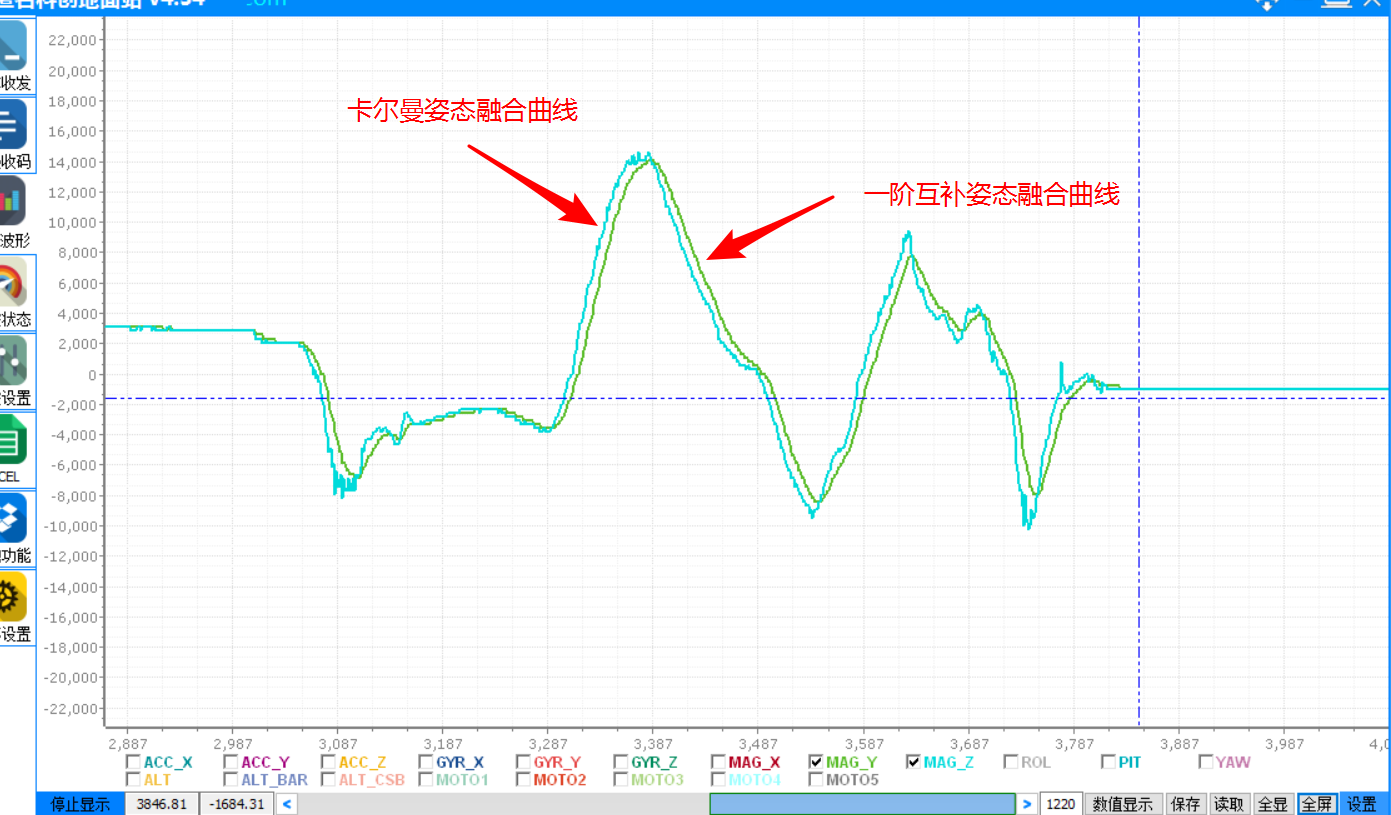 V4.34
.com
收发
收码
波形
状态
设置
CEL
功能
设置
22,000
20,000
18,000
16,000
14,000
12,000
10,000
8,000
6,000
4,000
2,000
0
-2,000
-4,000
-6,000
-8,000
-10,000
-12,000
-14,000
-16,000
-18,000
-20,000
-22,000
卡尔曼姿态融合曲线
一阶互补姿态融合曲线
2,887 2,987 3,087 3,187 3,287 3,387 3,487 3,587 3,687 3,787 3,887 3,987 4,0
ACC_X ACC_Y ACC_Z GYR_X GYR_Y GYR_Z MAG_X MAG_Y MAG_Z ROL PIT YAW
ALT ALT_BAR ALT_CSB MOTO1 MOTO2 MOTO3 MOTO4 MOTO5
停止显示 3846.81 -1684.31 < > 1220 数值显示 保存 读取 全显 全屏 设置